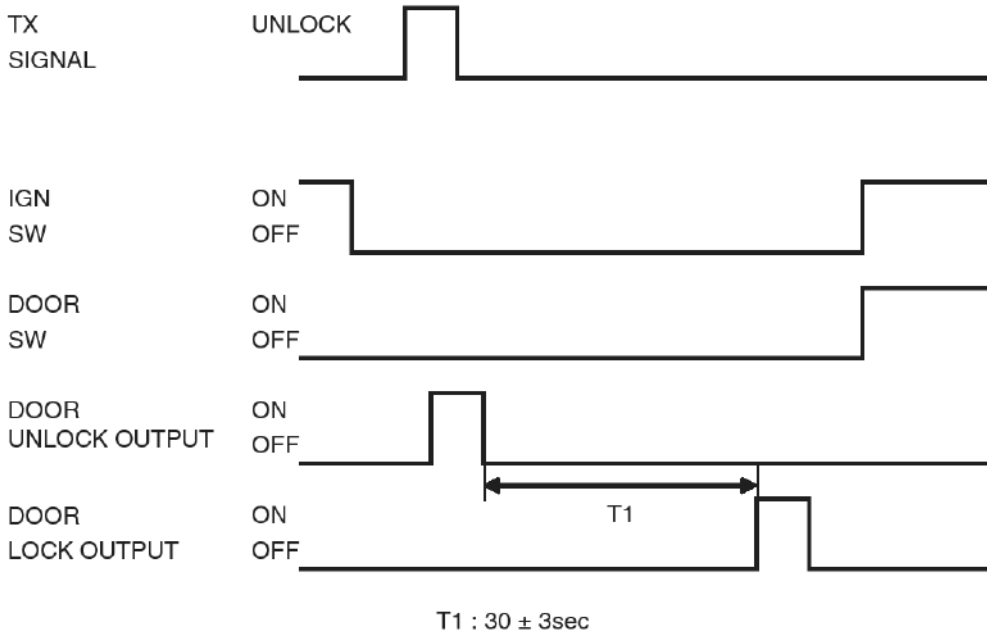 TX UNLOCK
SIGNAL
IGN ON
SW OFF
DOOR ON
SW OFF
DOOR ON
UNLOCK OUTPUT OFF
T1
DOOR ON
LOCK OUTPUT OFF
T1 : 30 ± 3sec